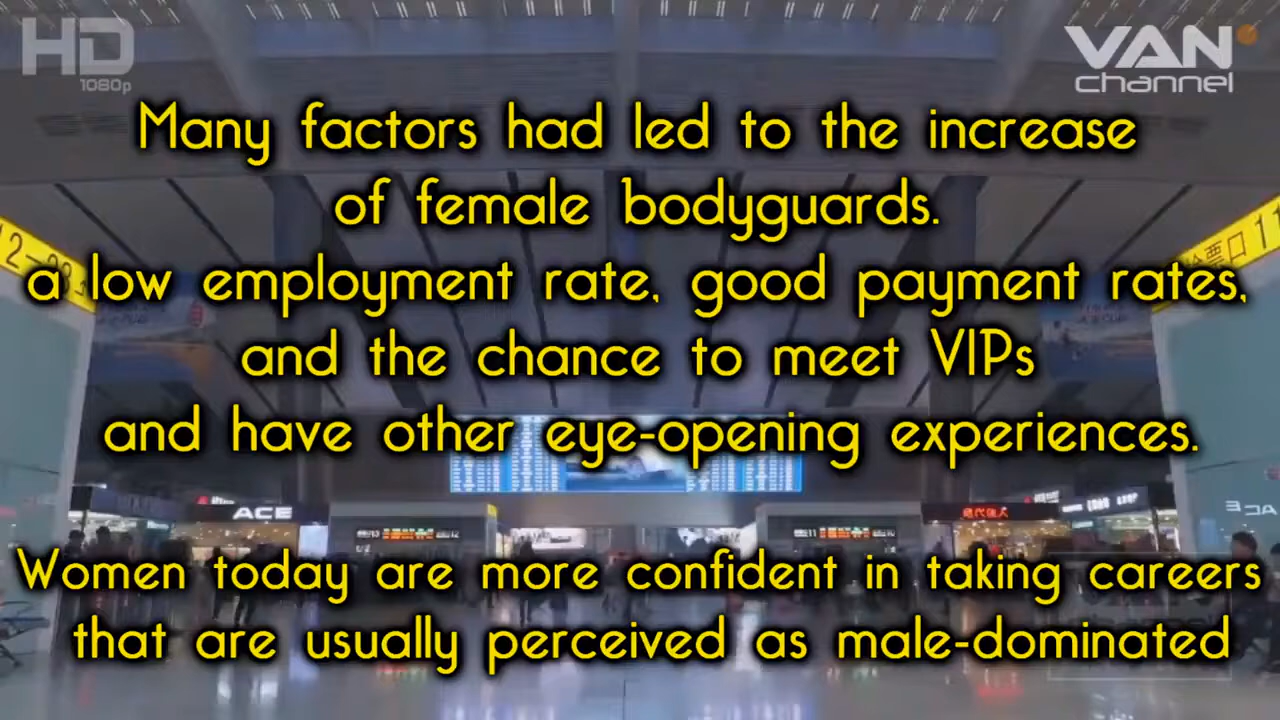 HD
1080p
VAN
channel
Many factors had led to the increase
of female bodyguards.
a low employment rate, good payment rates,
and the chance to meet VIPs
and have other eye-opening experiences.
ACE
Women today are more confident in taking careers
that are usually perceived as male-dominated